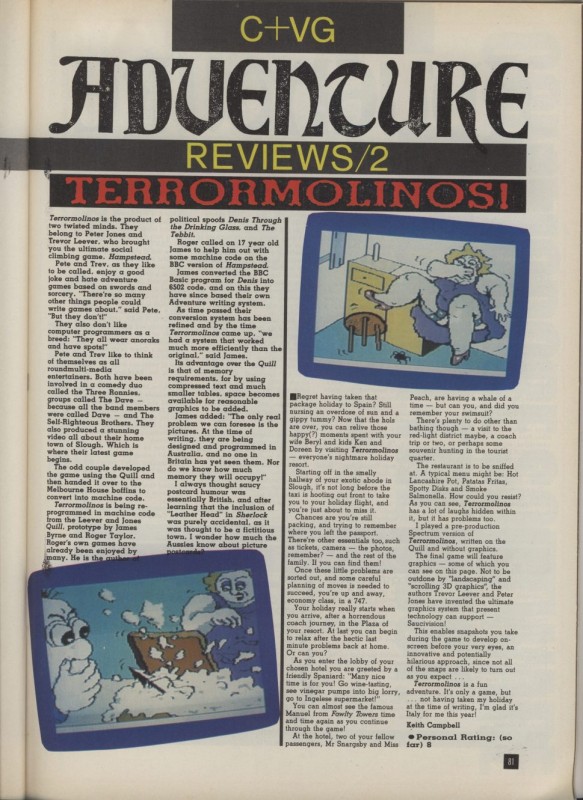 C+VG
ADVENTURE
REVIEWS/2
TERRORMOLINOS!
Terrormolinos is the product of
two twisted minds. They
belong to Peter Jones and
Trevor Leever, who brought
you the ultimate social
climbing game, Hampstead.
Pete and Trev, as they like
to be called, enjoy a good
joke and hate adventure
games based on swords and
sorcery. "There're so many
other things people could
write games about." said Pete.
"But they don't!"
They also don't like
computer programmers as a
breed: "They all wear anoraks
and have spots!"
Pete and Trev like to think
of themselves as all
roundmulti-media
entertainers. Both have been
involved in a comedy duo
called the Three Ronnies,
groups called The Dave —
because all the band members
were called Dave — and The
Self-Righteous Brothers. They
also produced a stunning
video all about their home
town of Slough. Which is
where their latest game
begins.
The odd couple developed
the game using the Quill and
then handed it over to the
Melbourne House boffins to
convert into machine code.
Terrormolinos is being re-
programmed in machine code
from the Leever and Jones
Quill, prototype by James
Byrne and Roger Taylor.
Roger's own games have
already been enjoyed by
many. He is the author of
political spoofs Denis Through
the Drinking Glass, and The
Tebbit.
Roger called on 17 year old
James to help him out with
some machine code on the
BBC version of Hampstead.
James converted the BBC
Basic program for Denis into
6502 code, and on this they
have since based their own
Adventure writing system.
As time passed their
conversion system has been
refined and by the time
Terrormolinos came up, "we
had a system that worked
much more efficiently than the
original," said James.
Its advantage over the Quill
is that of memory
requirements, for by using
compressed text and much
smaller tables, space becomes
available for reasonable
graphics to be added.
James added: "The only real
problem we can foresee is the
pictures. At the time of
writing, they are being
designed and programmed in
Australia, and no one in
Britain has yet seen them. Nor
do we know how much
memory they will occupy!"
I always thought saucy
postcard humour was
essentially British, and after
learning that the inclusion of
"Leather Head" in Sherlock
was purely accidental, as it
was thought to be a fictitious
town, I wonder how much the
Aussies know about picture
postcards?
■Regret having taken that
package holiday to Spain? Still
nursing an overdose of sun and a
gippy tummy? Now that the hols
are over, you can relive those
happy(?) moments spent with your
wife Beryl and kids Ken and
Doreen by visiting Terrormolinos
— everyone's nightmare holiday
resort.
Starting off in the smelly
hallway of your exotic abode in
Slough, it's not long before the
taxi is hooting out front to take
you to your holiday flight, and
you're just about to miss it.
Chances are you're still
packing, and trying to remember
where you left the passport.
There're other essentials too, such
as tickets, camera — the photos,
remember? — and the rest of the
family. If you can find them!
Once these little problems are
sorted out, and some careful
planning of moves is needed to
succeed, you're up and away,
economy class, in a 747.
Your holiday really starts when
you arrive, after a horrendous
coach journey, in the Plaza of
your resort. At last you can begin
to relax after the hectic last
minute problems back at home.
Or can you?
As you enter the lobby of your
chosen hotel you are greeted by a
friendly Spaniard: "Many nice
time is for you! Go wine-tasting,
see vinegar pumps into big lorry,
go to Ingelese supermarket!"
You can almost see the famous
Manuel from Fawlty Towers time
and time again as you continue
through the game!
At the hotel, two of your fellow
passengers, Mr Snargsby and Miss
Peach, are having a whale of a
time — but can you, and did you
remember your swimsuit?
There's plenty to do other than
bathing though — a visit to the
red-light district maybe, a coach
trip or two, or perhaps some
souvenir hunting in the tourist
quarter.
The restaurant is to be sniffed
at. A typical menu might be: Hot
Lancashire Pot, Patatas Fritas,
Spotty Disks and Smoke
Salmonella. How could you resist?
As you can see, Terrormolinos
has a lot of laughs hidden within
it, but it has problems too.
I played a pre-production
Spectrum version of
Terrormolinos, written on the
Quill and without graphics.
The final game will feature
graphics — some of which you
can see on this page. Not to be
outdone by "landscaping" and
"scrolling 3D graphics", the
authors Trevor Leever and Peter
Jones have invented the ultimate
graphics system that present
technology can support —
Saucivision!
This enables snapshots you take
during the game to develop on-
screen before your very eyes, an
innovative and potentially
hilarious approach, since not all
of the snaps are likely to turn out
as you expect . . .
Terrormolinos is a fun
adventure. It's only a game, but
. . . not having taken my holiday
at the time of writing, I'm glad it's
Italy for me this year!
Keith Campbell
●Personal Rating: (so
far) 8
81